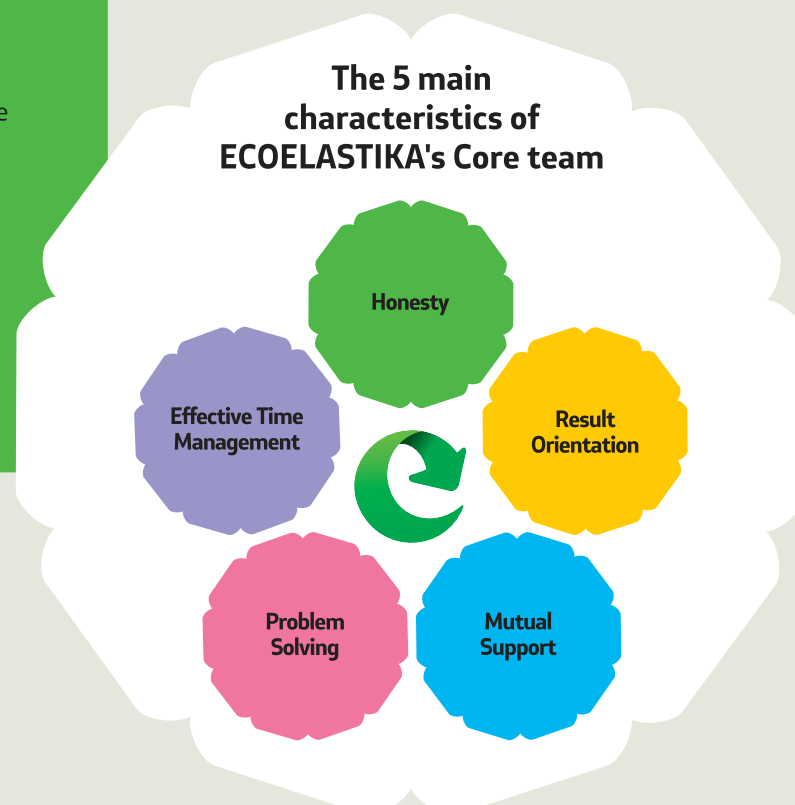 e
The 5 main
characteristics of
ECOELASTIKA's Core team
Honesty
Effective Time
Management
Result
Orientation
Problem
Solving
Mutual
Support